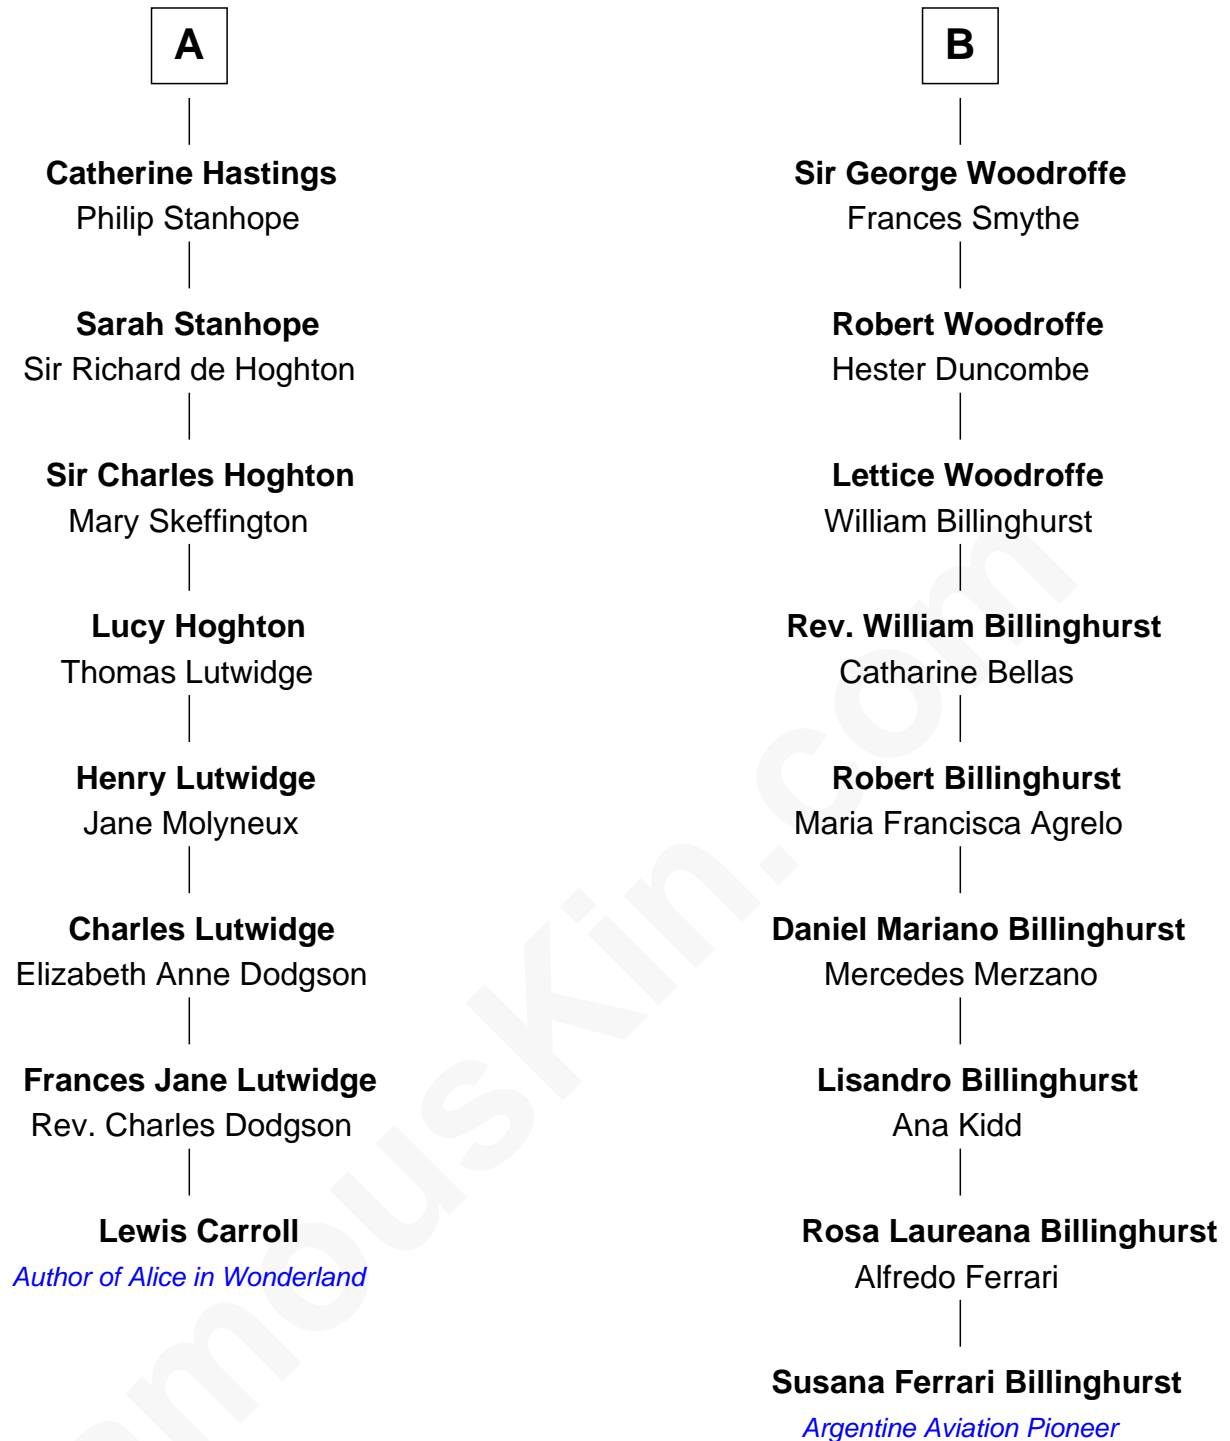 A
Catherine Hastings
Philip Stanhope
Sarah Stanhope
Sir Richard de Hoghton
Sir Charles Hoghton
Mary Skeffington
Lucy Hoghton
Thomas Lutwidge
Henry Lutwidge
Jane Molyneux
Charles Lutwidge
Elizabeth Anne Dodgson
Frances Jane Lutwidge
Rev. Charles Dodgson
Lewis Carroll
Author of Alice in Wonderland
B
Sir George Woodroffe
Frances Smythe
Robert Woodroffe
Hester Duncombe
Lettice Woodroffe
William Billinghurst
Rev. William Billinghurst
Catharine Bellas
Robert Billinghurst
Maria Francisca Agrelo
Daniel Mariano Billinghurst
Mercedes Merzano
Lisandro Billinghurst
Ana Kidd
Rosa Laureana Billinghurst
Alfredo Ferrari
Susana Ferrari Billinghurst
Argentine Aviation Pioneer
amousKin.com